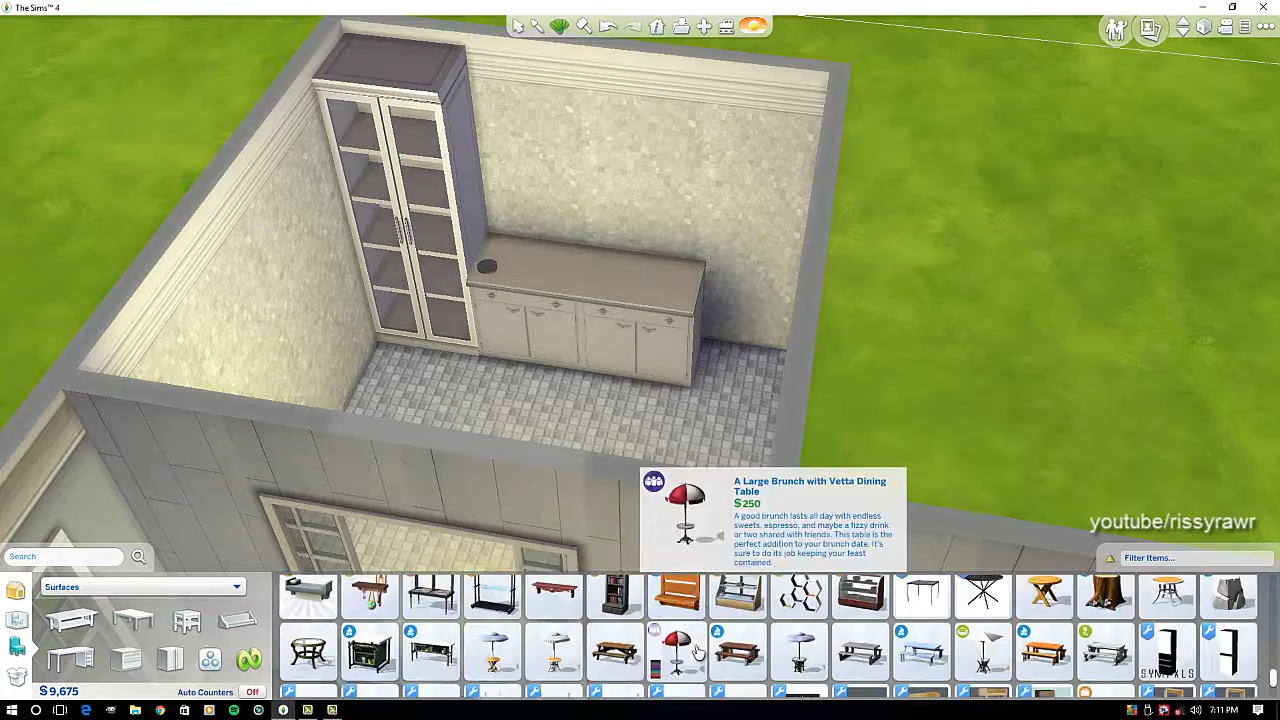 The Sims™ 4
A Large Brunch with Vetta Dining
Table
§250
A good brunch lasts all day with endless
sweets, espresso, and maybe a fizzy drink
or two shared with friends. This table is the
perfect addition to your brunch date. It's
sure to do its job keeping your feast
contained.
youtube/rissyrawr
Search
Filter Items...
Surfaces
§9,675
Auto Counters
Off
7:11 PM